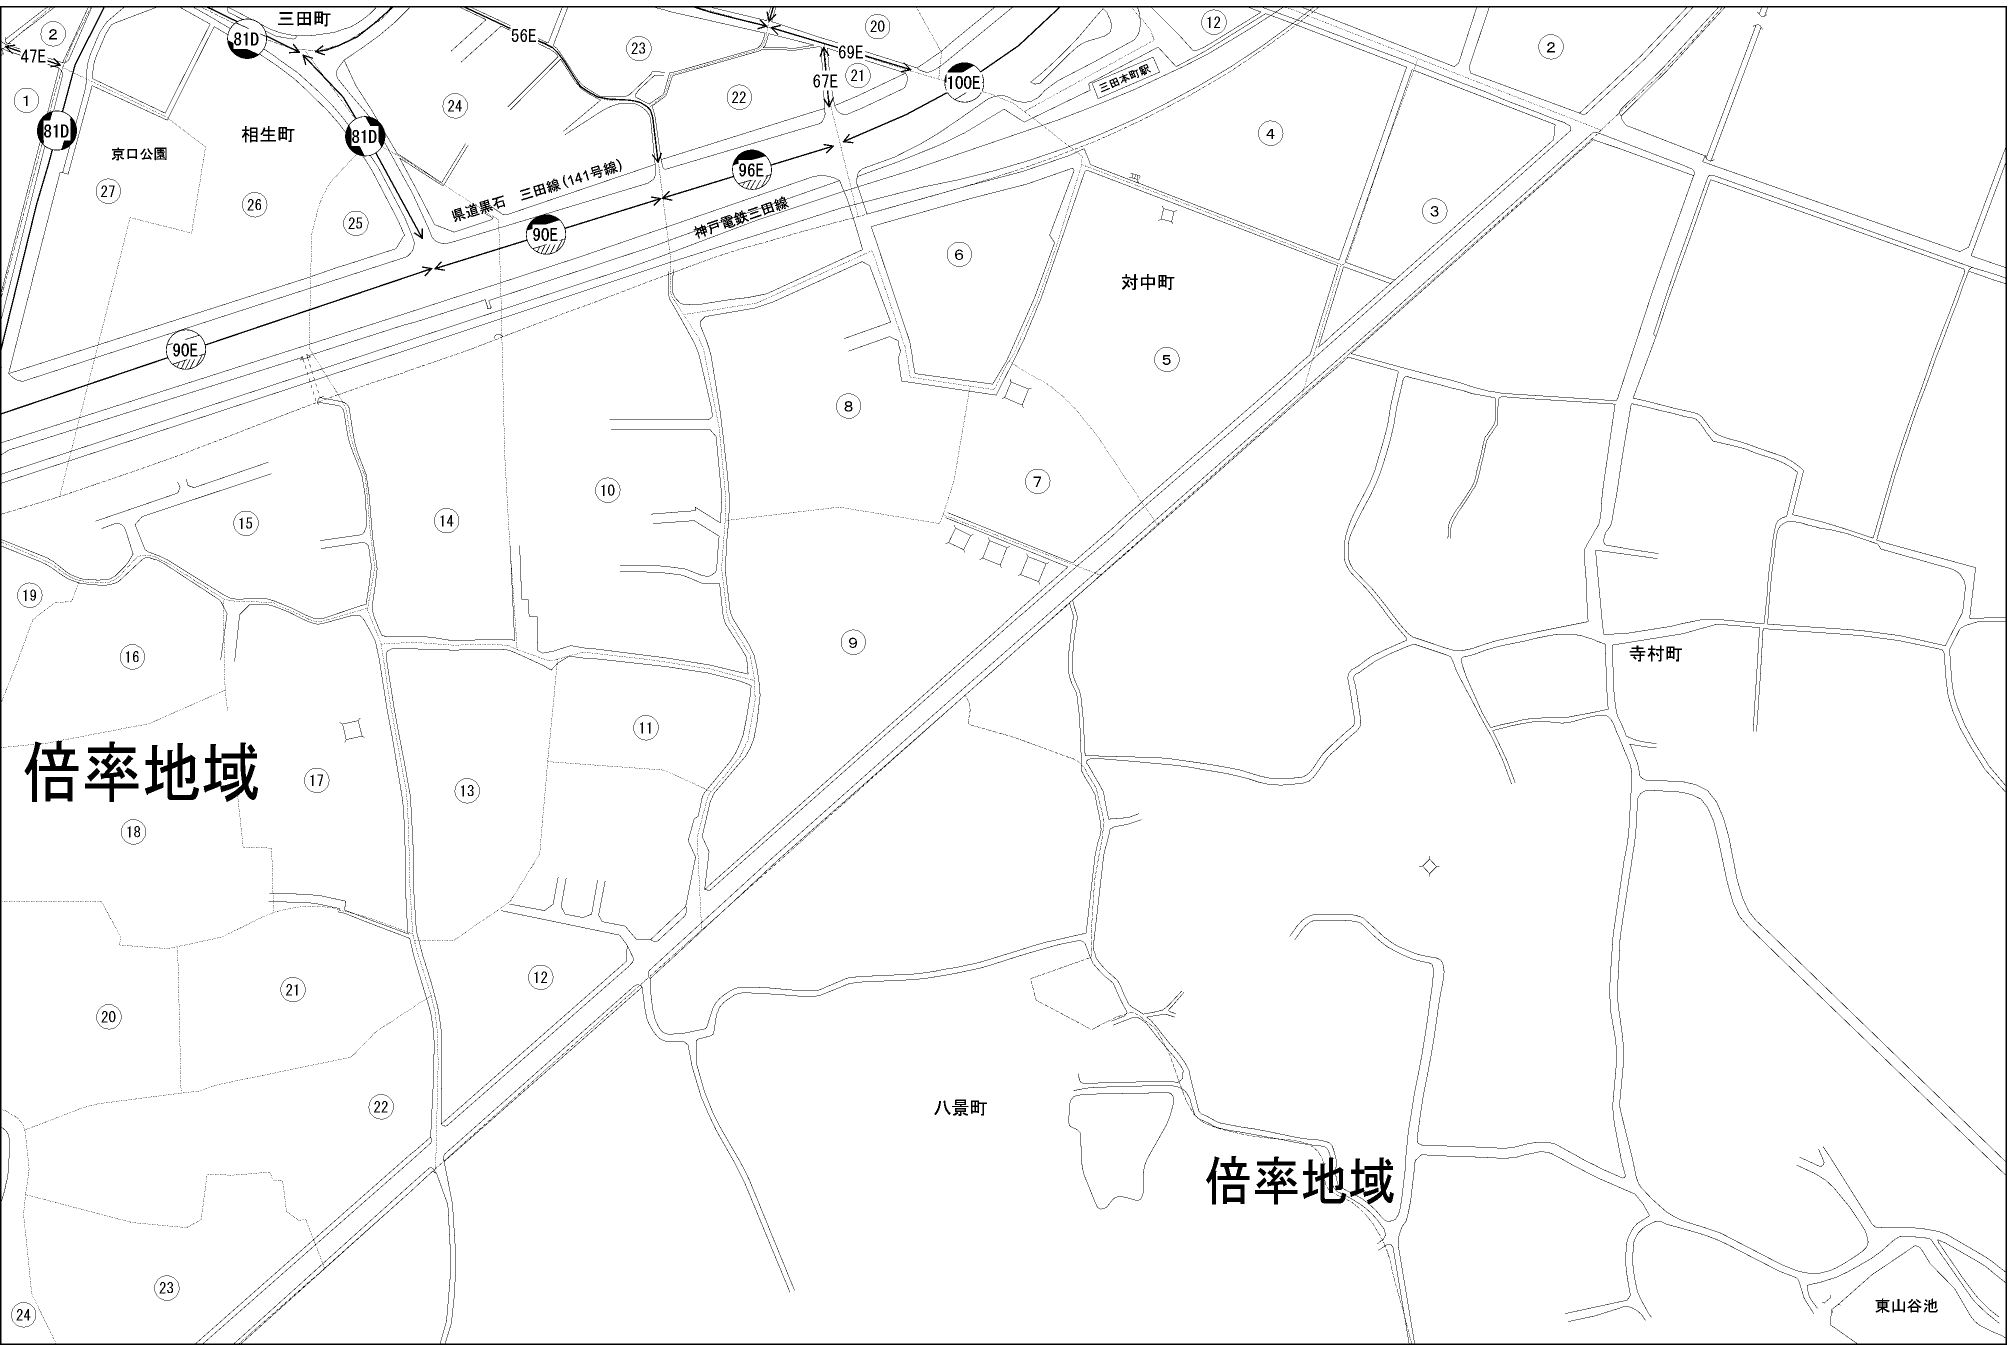 三田町
②
20
12
②
81D
56E
47E
23
69E
21
67E
100E
三田本町駅
①
24
22
81D
81D
相生町
京口公園
④
96E
27
26
25
県道黒石 三田線(141号線)
神戸電鉄三田線
③
90E
⑥
対中町
90E
⑤
⑧
⑦
10
14
15
19
16
⑨
寺村町
11
倍率地域
17
13
18
12
21
20
22
八景町
倍率地域
23
24
東山谷池